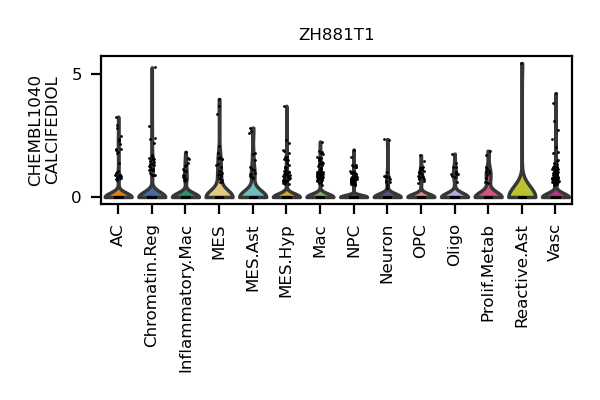 ZH881T1
CHEMBL1040
CALCIFEDIOL
5
0
AC
Chromatin.Reg
Inflammatory.Mac
MES
MES.Ast
MES.Hyp
Mac
NPC
Neuron
OPC
Oligo
Prolif.Metab
Reactive.Ast
Vasc